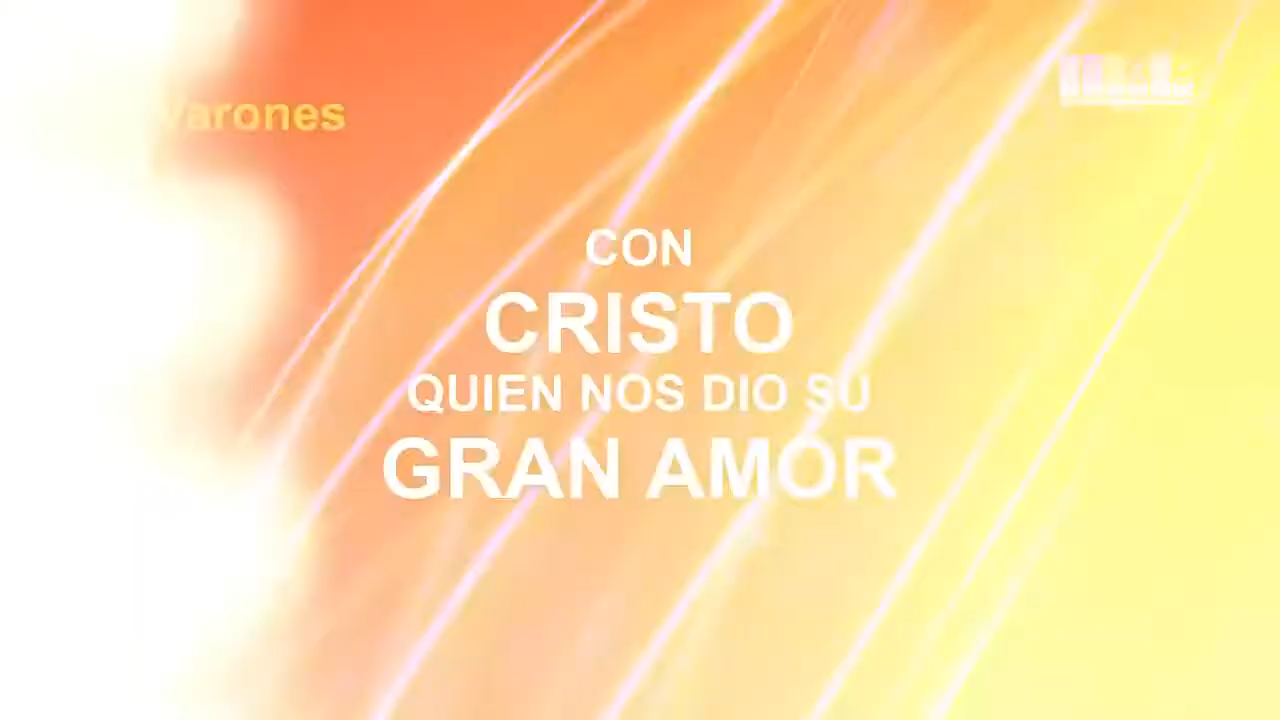 Varones
CON
CRISTO
QUIEN NOS DIO SU
GRAN AMOR